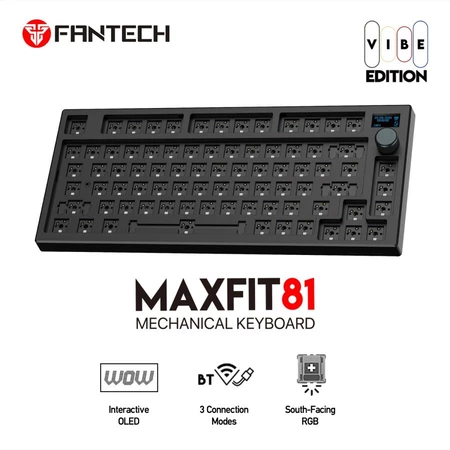 FANTECH
VIBE
EDITION
MAXFIT81
MECHANICAL KEYBOARD
WOW
BT
Interactive
OLED
3 Connection
Modes
South-Facing
RGB